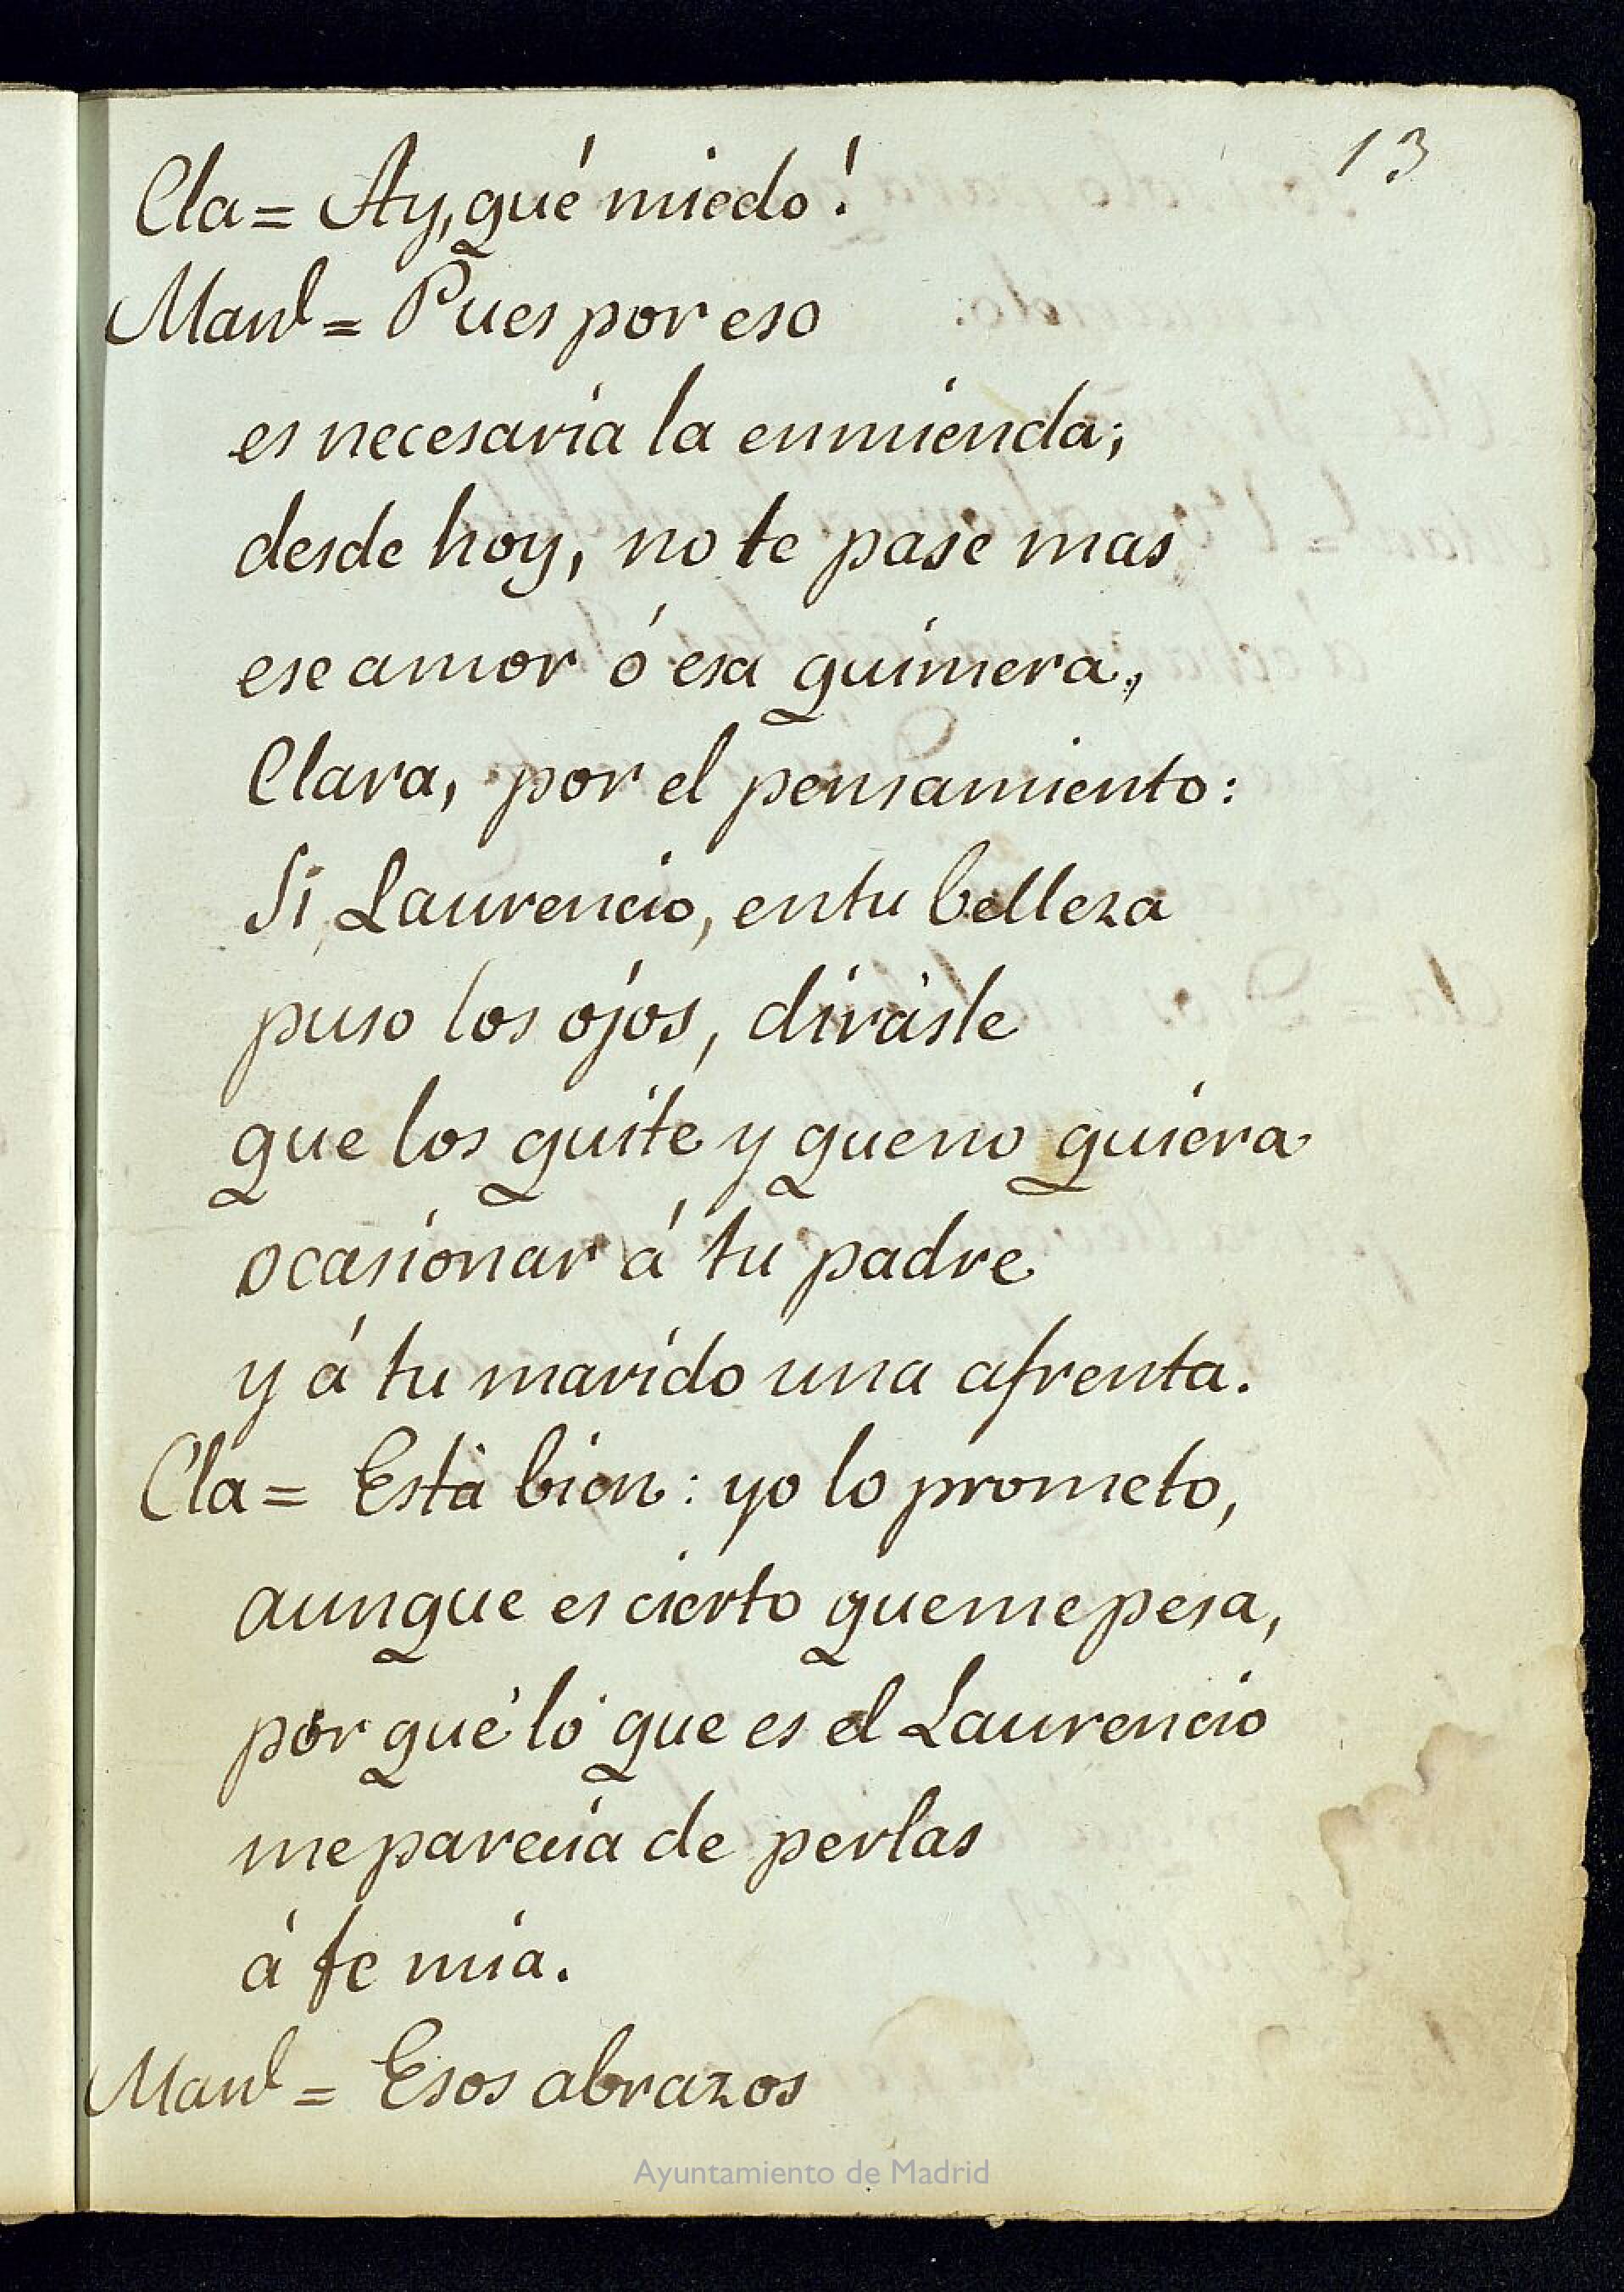 13
Cla = Ay, qué miedo!
Manl = Pues por eso
es necesaria la enmienda;
desde hoy, no te pase mas
ese amor ó esa quimera,
Clara, por el pensamiento:
Si Laurencio, en tu belleza
puso los ojos, dirásle
que los quite y que no quiera
ocasionar á tu padre
y á tu marido una afrenta.
Cla = Está bien: yo lo prometo,
aunque es cierto que me pesa,
por qué lo que es el Laurencio
me parecia de perlas
á fe mia.
Manl = Esos abrazos
Ayuntamiento de Madrid